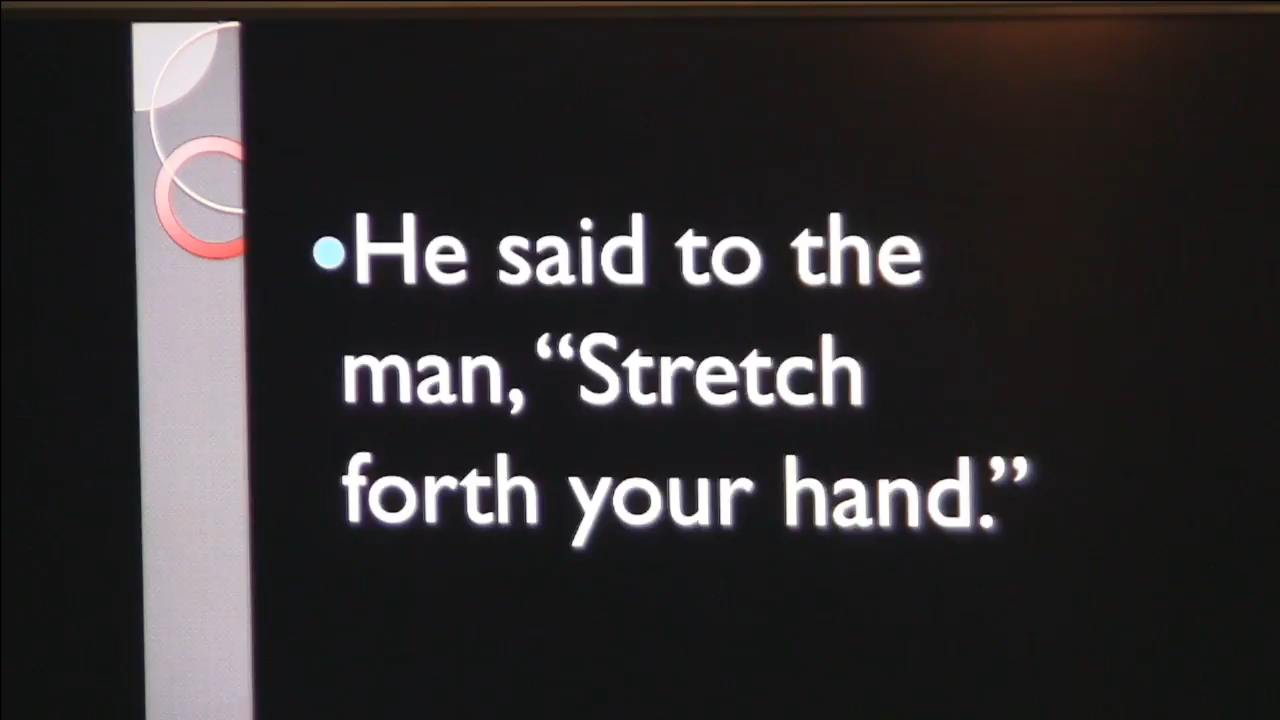 •He said to the
man, “Stretch
forth your hand.”